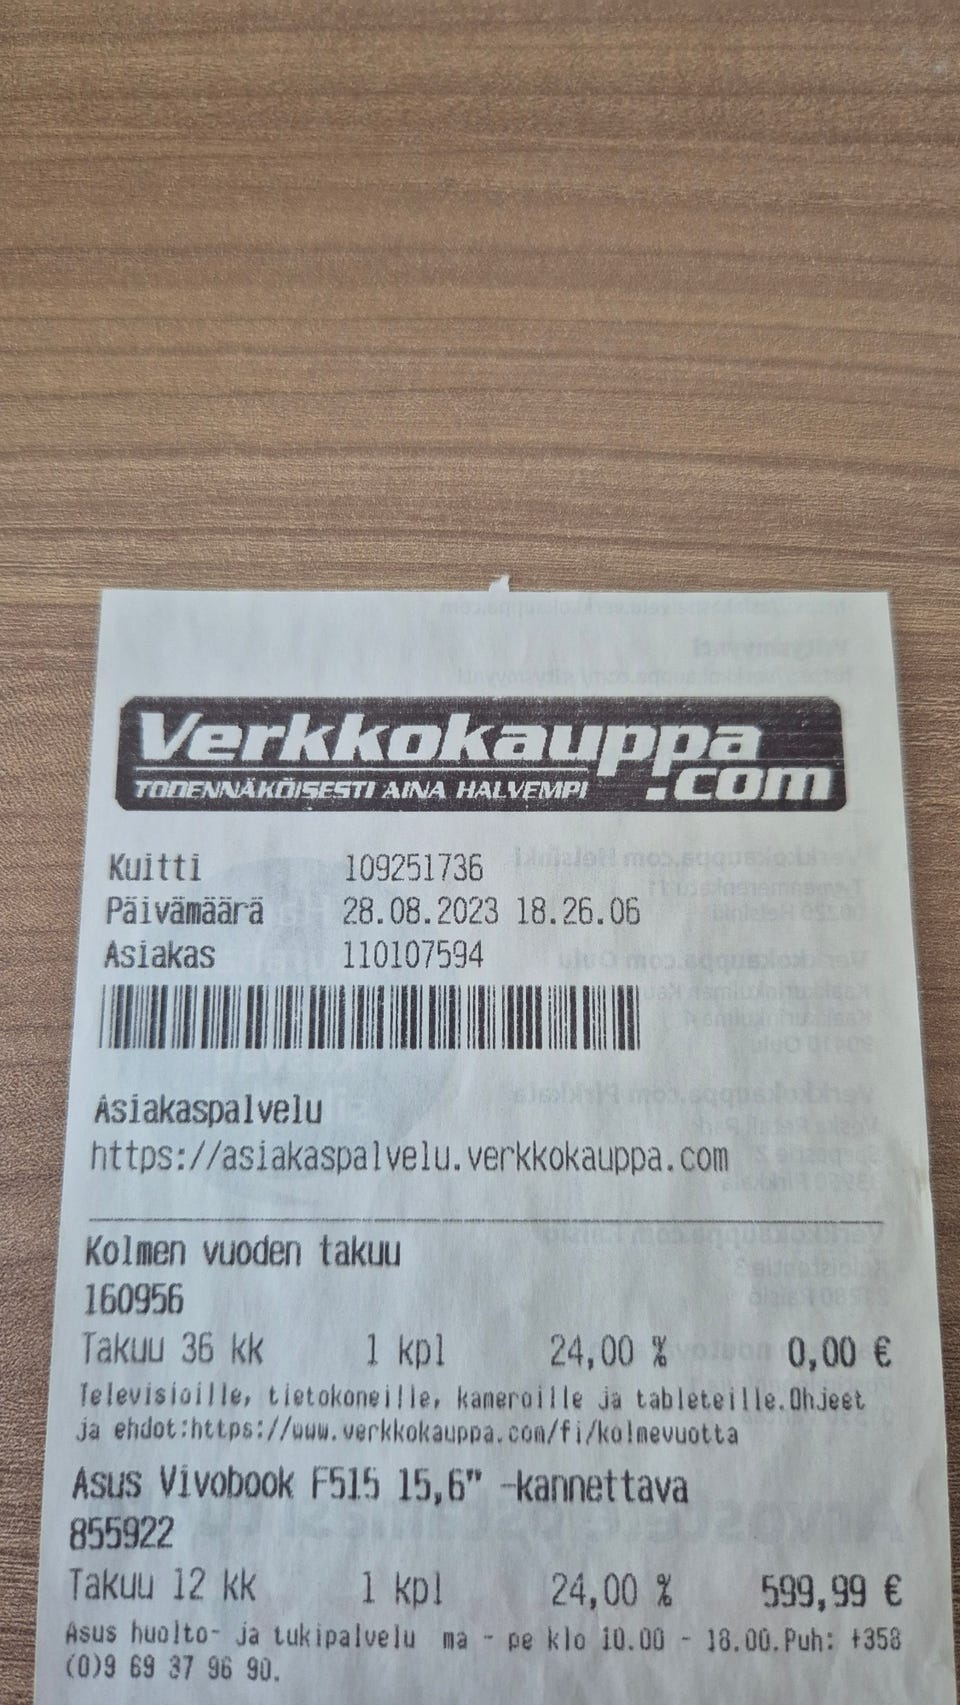 Verkkokauppa
.com
TODENNÄKÖISESTI AINA HALVEMPI
Kuitti 109251736
Päivämäärä 28.08.2023 18.26.06
Asiakas 110107594
Asiakaspalvelu
https://asiakaspalvelu.verkkokauppa.com
Kolmen vuoden takuu
160956
Takuu 36 kk 1 kpl 24,00 % 0,00 €
Televisioille, tietokoneille, kameroille ja tableteille.Ohjeet
ja ehdot:https://www.verkkokauppa.com/fi/kolmevuotta
Asus Vivobook F515 15,6" -kannettava
855922
Takuu 12 kk 1 kpl 24,00 % 599,99 €
Asus huolto- ja tukipalvelu ma - pe klo 10.00 - 18.00.Puh: +358
(0)9 69 37 96 90.